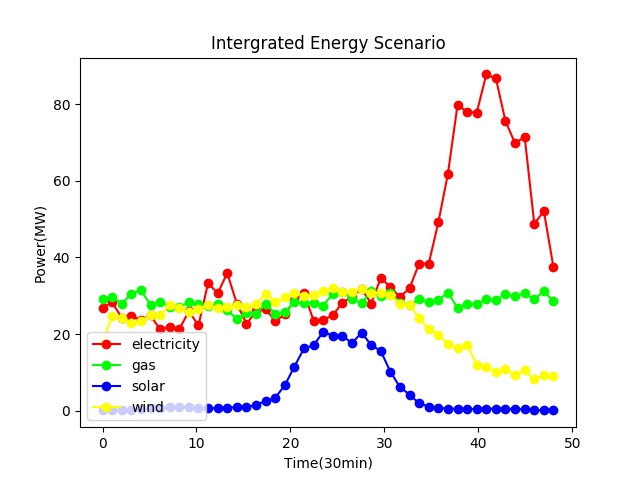 Intergrated Energy Scenario
Power(MW)
80
60
40
20
0
electricity
gas
solar
wind
0 10 20 30 40 50
Time(30min)